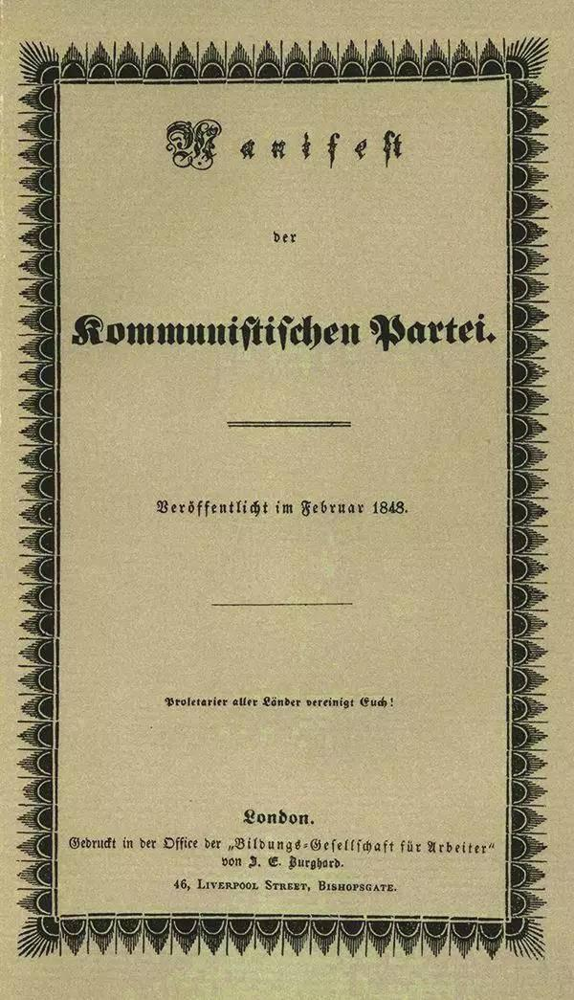 Manifest
der
Kommunistischen Partei.
Veröffentlicht im Februar 1848.
Proletarier aller Länder vereinigt Euch!
London.
Gedruckt in der Office der „Bildungs-Gesellschaft für Arbeiter“
von J. E. Burghard.
46, LIVERPOOL STREET, BISHOPSGATE.